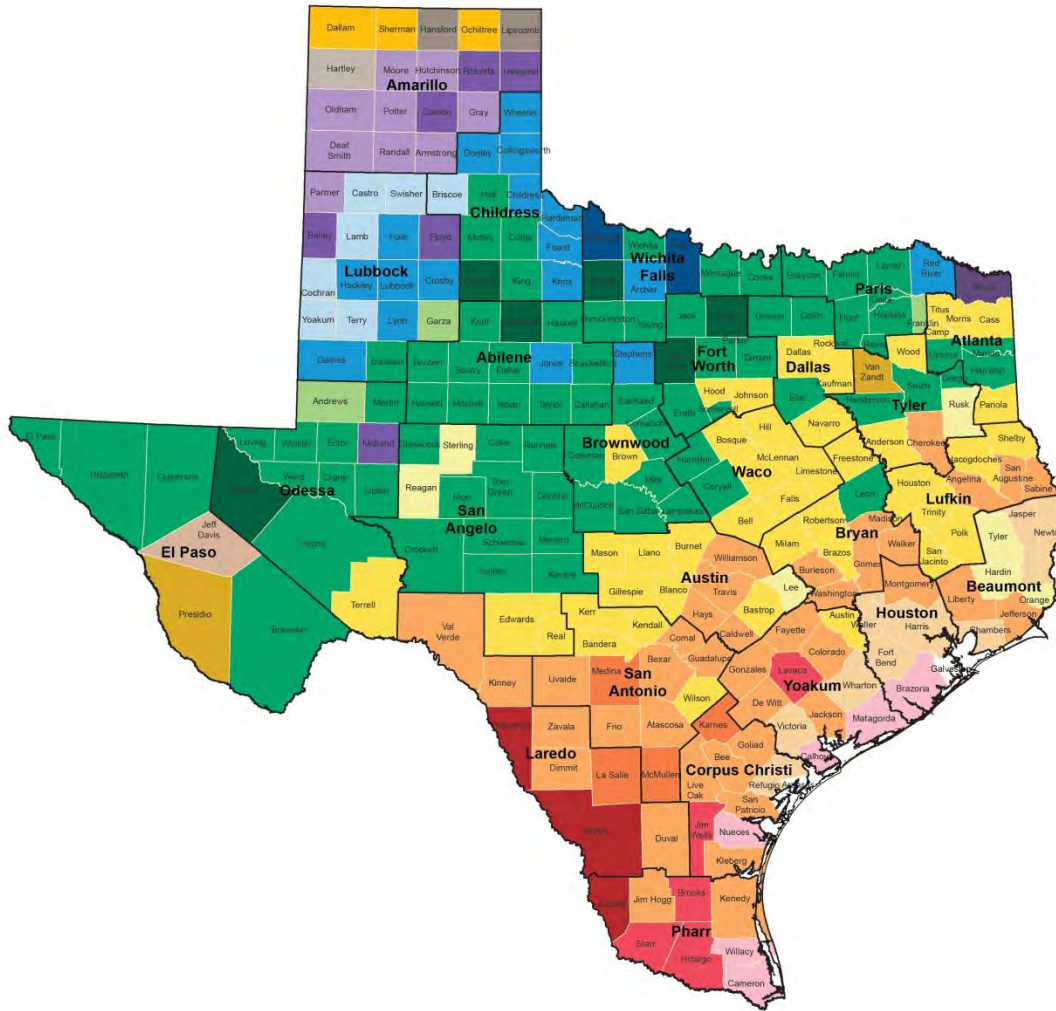 Dallam Sherman Hansford Ochiltree Lipscomb
Hartley Moore Hutchinson Roberts Hemphill
Amarillo
Oldham Potter Carson Gray Wheeler
Deaf Smith Randall Armstrong Donley Collingsworth
Parmer Castro Swisher Briscoe Hall Childress
Childress
Hardeman
Bailey Lamb Hale Floyd Motley Cottle Foard Wichita
Wichita Falls
Lubbock
Cochran Hockley Lubbock Crosby King Knox Archer Montague Cooke Grayson Fannin Lamar Red River
Paris
Delta
Yoakum Terry Lynn Garza Kent Haskell Throckmorton Young Jack Denton Collin Hunt Hopkins Franklin Titus Morris Cass
Camp
Abilene
Fort Worth
Dallas
Atlanta
Gaines Dawson Borden Scurry Fisher Jones Shackelford Stephens Parker Tarrant Dallas Rockwall Rains Wood Upshur Marion
Kaufman Van Zandt Smith Gregg Harrison
Tyler
Andrews Martin Howard Mitchell Nolan Taylor Callahan Eastland Erath Hood Johnson Ellis Henderson Rusk Panola
Somervell Navarro
El Paso Hudspeth Culberson Loving Winkler Ector Midland Glasscock Sterling Coke Runnels Coleman Brown Comanche Bosque Hill Anderson Cherokee Shelby
Brownwood
Waco
Hamilton McLennan Limestone Freestone Nacogdoches
Odessa
Ward Crane Upton Reagan Irion Tom Green Concho McCulloch Mills San Saba Lampasas Coryell Falls Leon Houston Angelina San Augustine Sabine
San Angelo
Lufkin
Trinity
Jeff Davis
El Paso
Pecos Crockett Schleicher Menard Mason Llano Burnet Bell Milam Robertson Madison Walker Polk Tyler Jasper Newton
Bryan
Brazos
San Jacinto
Hardin
Beaumont
Presidio Brewster Terrell Sutton Kimble Gillespie Blanco Williamson Travis Burleson Grimes Washington Montgomery Liberty Orange
Austin
Lee
Houston
Val Verde Edwards Real Kerr Kendall Hays Bastrop Fayette Austin Waller Harris Chambers Jefferson
Bandera Comal Caldwell Colorado Fort Bend Galveston
Kinney Uvalde Medina Bexar Guadalupe Gonzales Lavaca Wharton Brazoria
San Antonio
Yoakum
Wilson De Witt Jackson Matagorda
Zavala Frio Atascosa Karnes Victoria Calhoun
Laredo
Goliad
Dimmit La Salle McMullen Bee
Corpus Christi
Live Oak Refugio
San Patricio
Webb Duval Jim Wells Nueces
Kleberg
Zapata Jim Hogg Brooks Kenedy
Pharr
Starr Hidalgo Willacy
Cameron